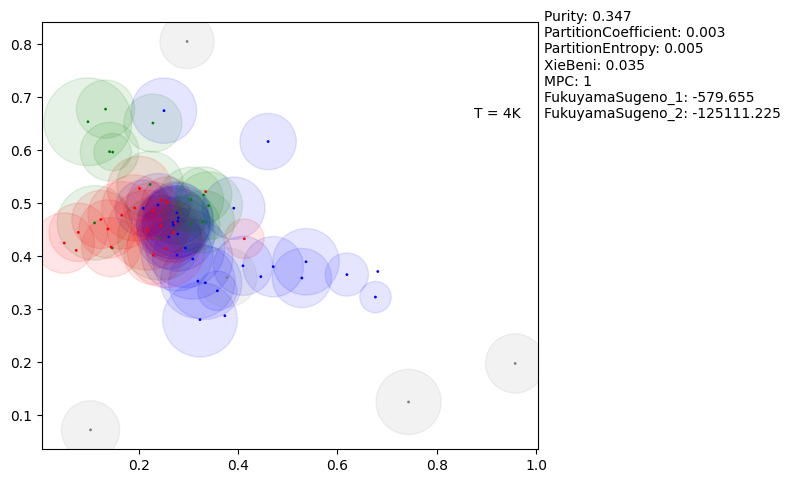 Purity: 0.347
PartitionCoefficient: 0.003
PartitionEntropy: 0.005
XieBeni: 0.035
MPC: 1
FukuyamaSugeno_1: -579.655
FukuyamaSugeno_2: -125111.225
T = 4K
0.8
0.7
0.6
0.5
0.4
0.3
0.2
0.1
0.2 0.4 0.6 0.8 1.0